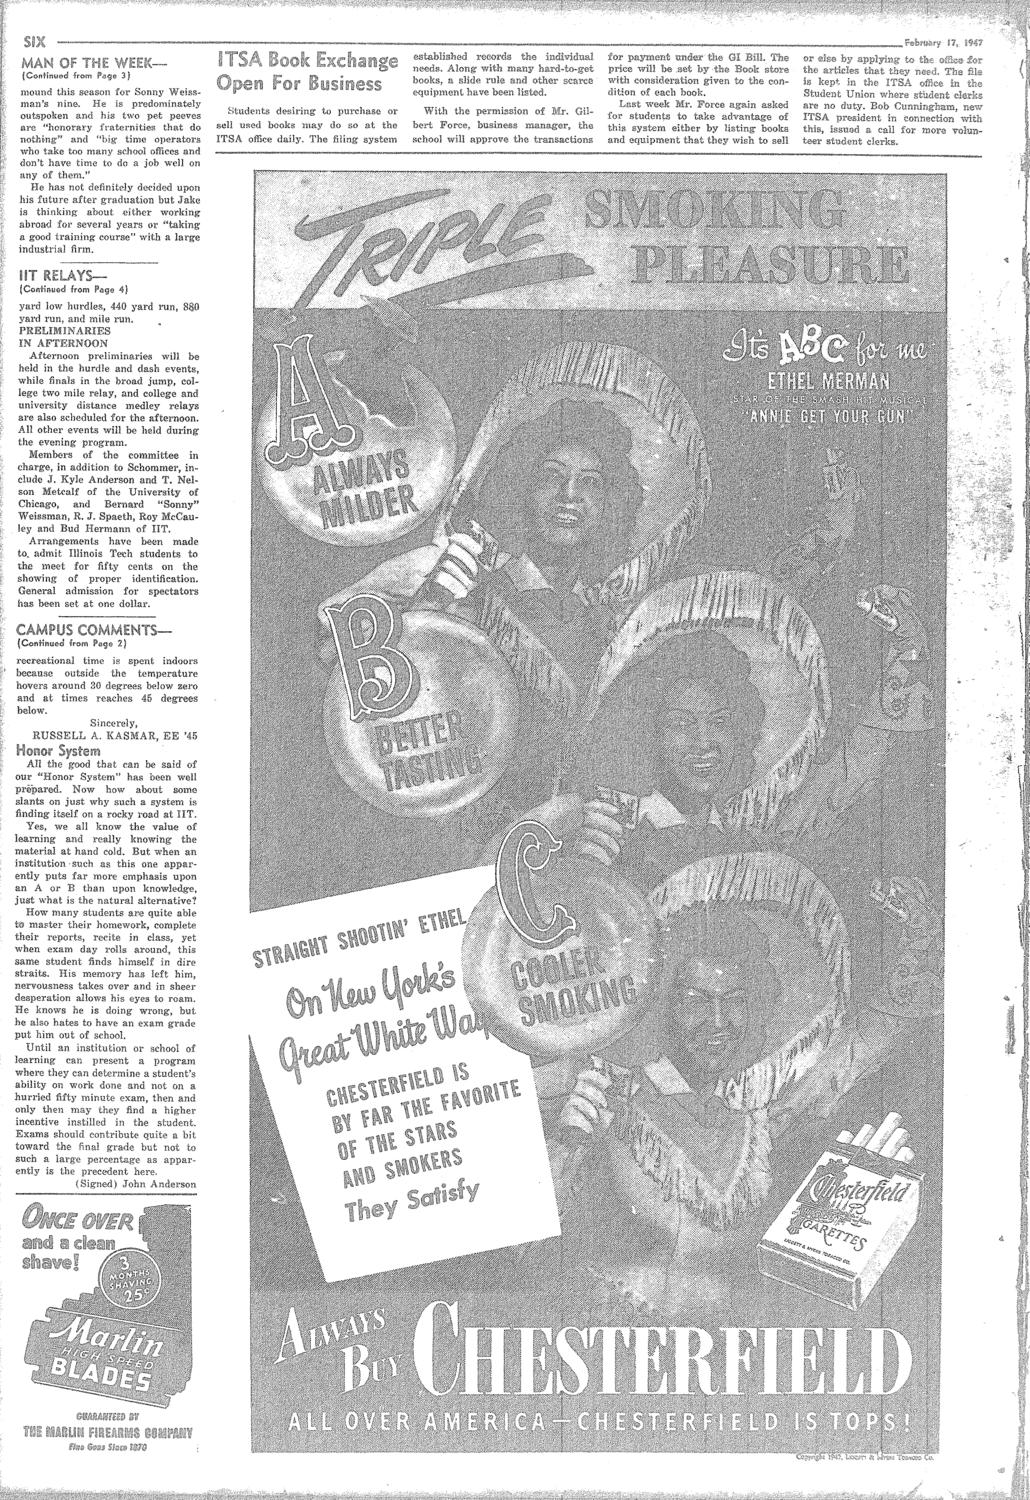 SIX
February 17, 1947
MAN OF THE WEEK—
(Continued from Page 3)
mound this season for Sonny Weiss-
man's nine. He is predominately
outspoken and his two pet peeves
are "honorary fraternities that do
nothing" and "big time operators
who take too many school offices and
don't have time to do a job well on
any of them."
He has not definitely decided upon
his future after graduation but Jake
is thinking about either working
abroad for several years or "taking
a good training course" with a large
industrial firm.
IIT RELAYS—
(Continued from Page 4)
yard low hurdles, 440 yard run, 880
yard run, and mile run.
PRELIMINARIES
IN AFTERNOON
Afternoon preliminaries will be
held in the hurdle and dash events,
while finals in the broad jump, col-
lege two mile relay, and college and
university distance medley relays
are also scheduled for the afternoon.
All other events will be held during
the evening program.
Members of the committee in
charge, in addition to Schommer, in-
clude J. Kyle Anderson and T. Nel-
son Metcalf of the University of
Chicago, and Bernard "Sonny"
Weissman, R. J. Spaeth, Roy McCau-
ley and Bud Hermann of IIT.
Arrangements have been made
to admit Illinois Tech students to
the meet for fifty cents on the
showing of proper identification.
General admission for spectators
has been set at one dollar.
CAMPUS COMMENTS—
(Continued from Page 2)
recreational time is spent indoors
because outside the temperature
hovers around 30 degrees below zero
and at times reaches 45 degrees
below.
Sincerely,
RUSSELL A. KASMAR, EE '45
Honor System
All the good that can be said of
our "Honor System" has been well
prepared. Now how about some
slants on just why such a system is
finding itself on a rocky road at IIT.
Yes, we all know the value of
learning and really knowing the
material at hand cold. But when an
institution such as this one appar-
ently puts far more emphasis upon
an A or B than upon knowledge,
just what is the natural alternative?
How many students are quite able
to master their homework, complete
their reports, recite in class, yet
when exam day rolls around, this
same student finds himself in dire
straits. His memory has left him,
nervousness takes over and in sheer
desperation allows his eyes to roam.
He knows he is doing wrong, but
he also hates to have an exam grade
put him out of school.
Until an institution or school of
learning can present a program
where they can determine a student's
ability on work done and not on a
hurried fifty minute exam, then and
only then may they find a higher
incentive instilled in the student.
Exams should contribute quite a bit
toward the final grade but not to
such a large percentage as appar-
ently is the precedent here.
(Signed) John Anderson
ONCE OVER
and a clean
shave!
3
MONTHS
SHAVING
25¢
Marlin
HIGH SPEED
BLADES
GUARANTEED BY
THE MARLIN FIREARMS COMPANY
Fine Guns Since 1870
ITSA Book Exchange
Open For Business
Students desiring to purchase or
sell used books may do so at the
ITSA office daily. The filing system
established records the individual
needs. Along with many hard-to-get
books, a slide rule and other scarce
equipment have been listed.
With the permission of Mr. Gil-
bert Force, business manager, the
school will approve the transactions
for payment under the GI Bill. The
price will be set by the Book store
with consideration given to the con-
dition of each book.
Last week Mr. Force again asked
for students to take advantage of
this system either by listing books
and equipment that they wish to sell
or else by applying to the office for
the articles that they need. The file
is kept in the ITSA office in the
Student Union where student clerks
are no duty. Bob Cunningham, new
ITSA president in connection with
this, issued a call for more volun-
teer student clerks.
TRIPLE SMOKING
PLEASURE
It's ABC for me
ETHEL MERMAN
STAR OF THE SMASH HIT MUSICAL
"ANNIE GET YOUR GUN"
A
ALWAYS
MILDER
B
BETTER
TASTING
C
COOLER
SMOKING
STRAIGHT SHOOTIN' ETHEL
On New York's
Great White Way
CHESTERFIELD IS
BY FAR THE FAVORITE
OF THE STARS
AND SMOKERS
They Satisfy
Chesterfield
CIGARETTES
LIGGETT & MYERS TOBACCO CO.
ALWAYS
BUY CHESTERFIELD
ALL OVER AMERICA—CHESTERFIELD IS TOPS!
Copyright 1947, LIGGETT & MYERS TOBACCO CO.